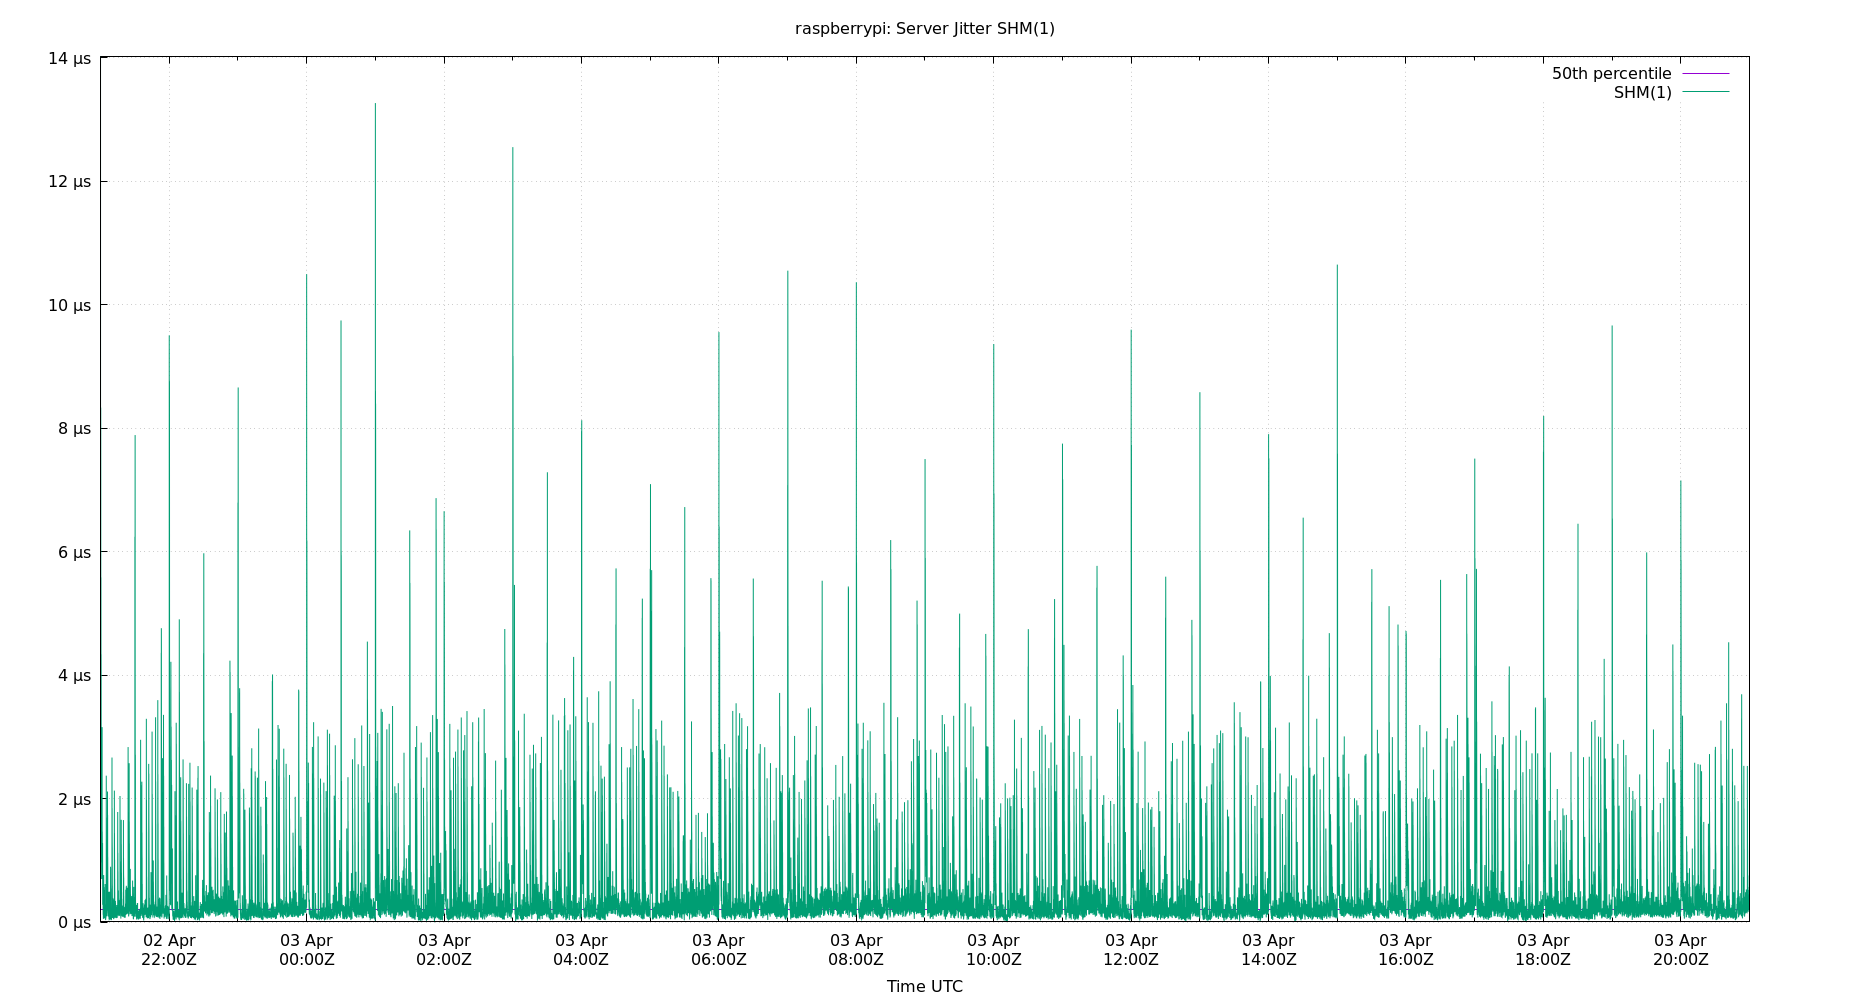 raspberrypi: Server Jitter SHM(1)
14 µs
12 µs
10 µs
8 µs
6 µs
4 µs
2 µs
0 µs
50th percentile
SHM(1)
02 Apr
22:00Z
03 Apr
00:00Z
03 Apr
02:00Z
03 Apr
04:00Z
03 Apr
06:00Z
03 Apr
08:00Z
03 Apr
10:00Z
03 Apr
12:00Z
03 Apr
14:00Z
03 Apr
16:00Z
03 Apr
18:00Z
03 Apr
20:00Z
Time UTC